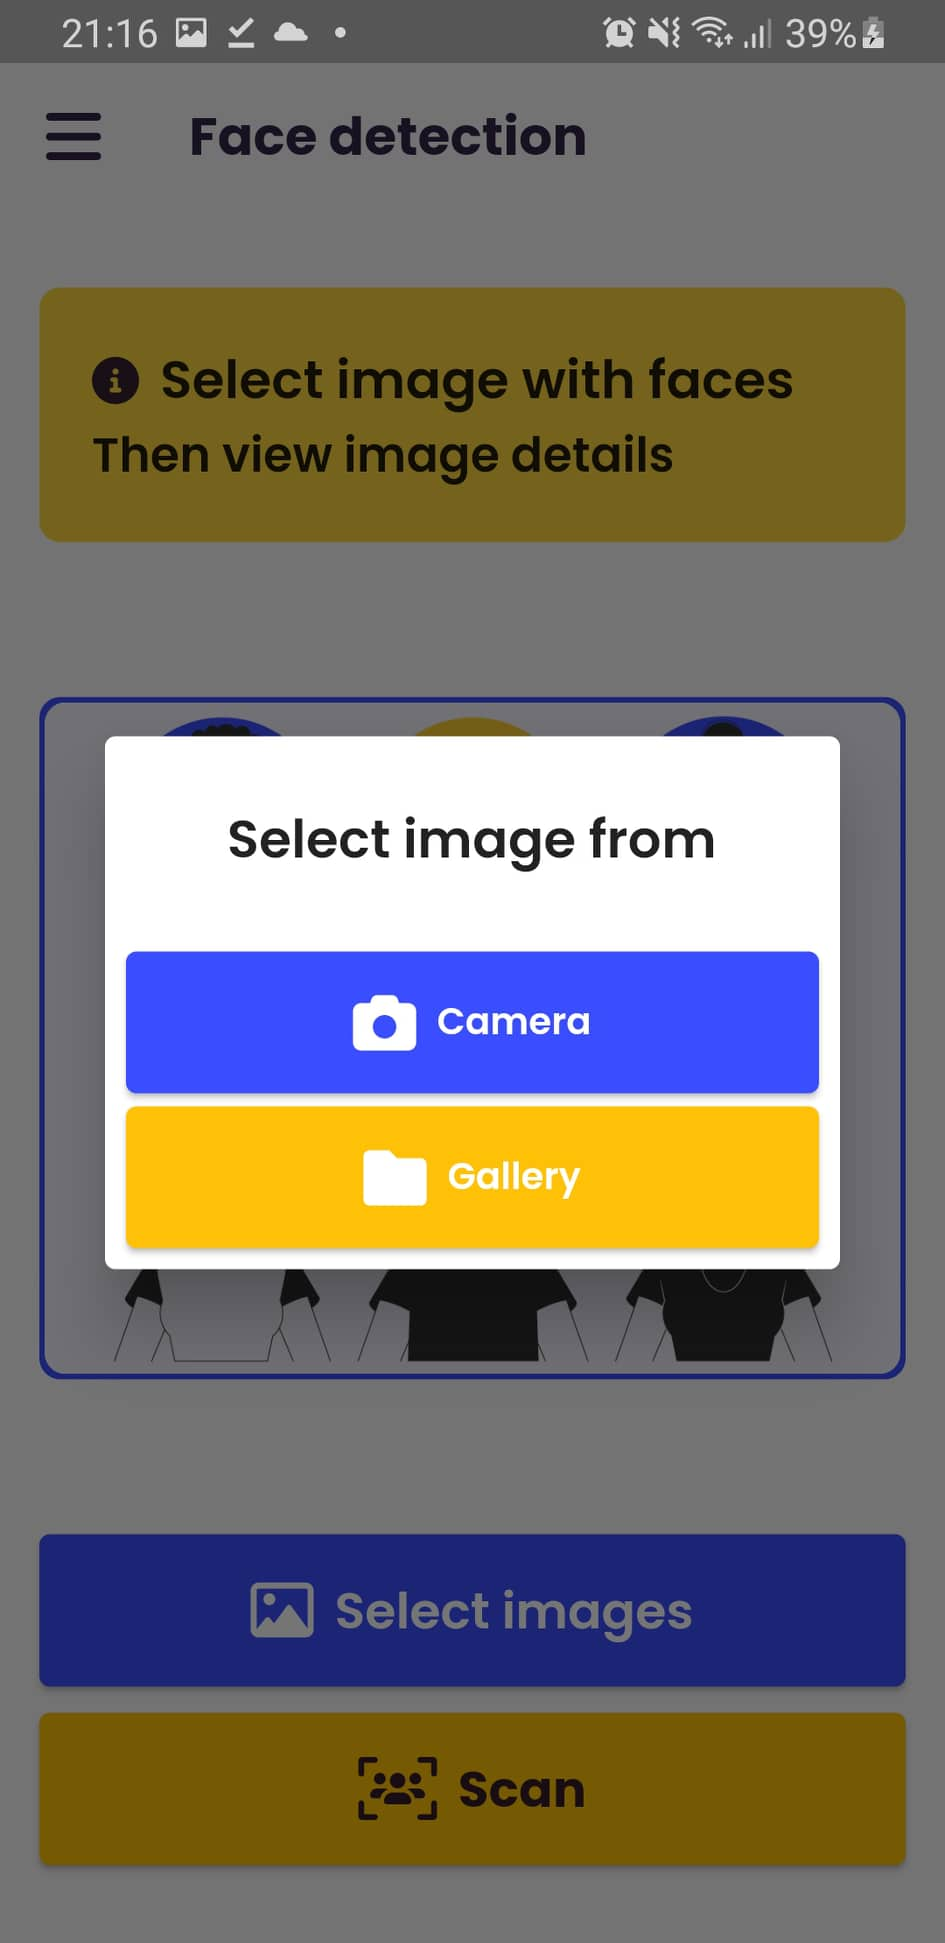 21:16 39%
Face detection
Select image with faces
Then view image details
Select image from
Camera
Gallery
Select images
Scan